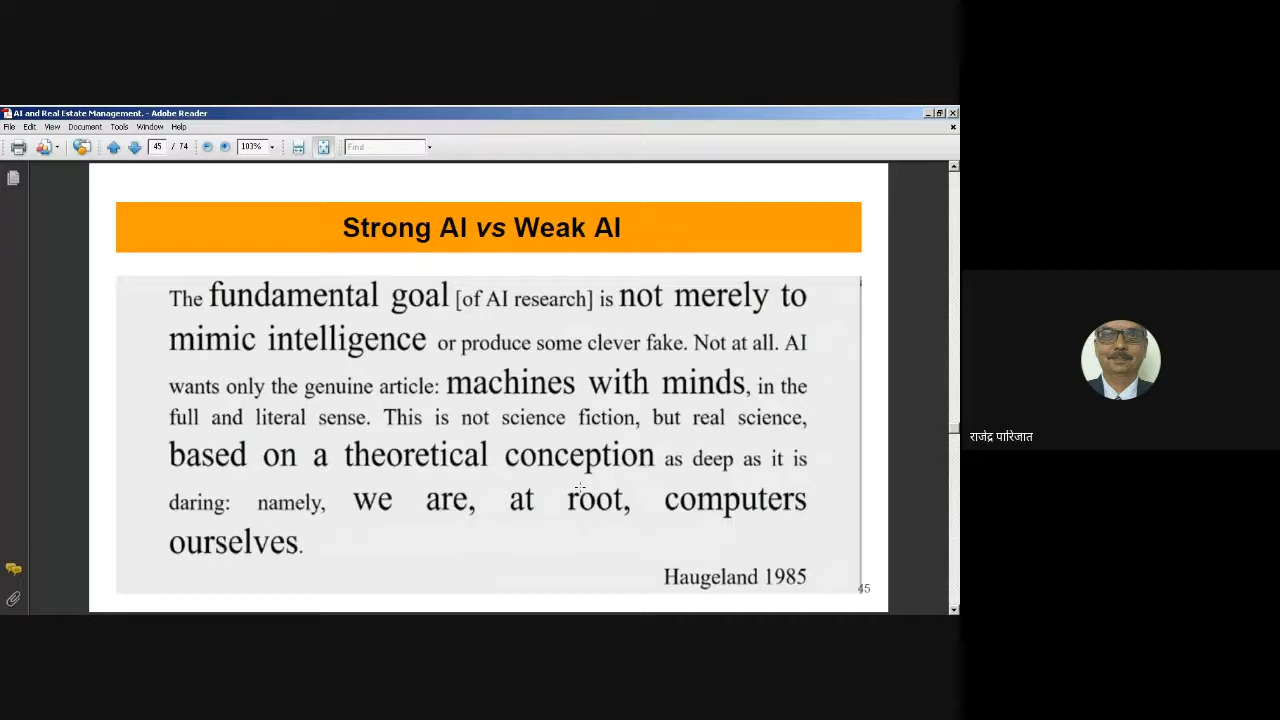 AI and Real Estate Management. - Adobe Reader
File Edit View Document Tools Window Help
45 / 74 103% Find
Strong AI vs Weak AI
The fundamental goal [of AI research] is not merely to
mimic intelligence or produce some clever fake. Not at all. AI
wants only the genuine article: machines with minds, in the
full and literal sense. This is not science fiction, but real science,
based on a theoretical conception as deep as it is
daring: namely, we are, at root, computers
ourselves.
Haugeland 1985
45
राजेंद्र पारिजात